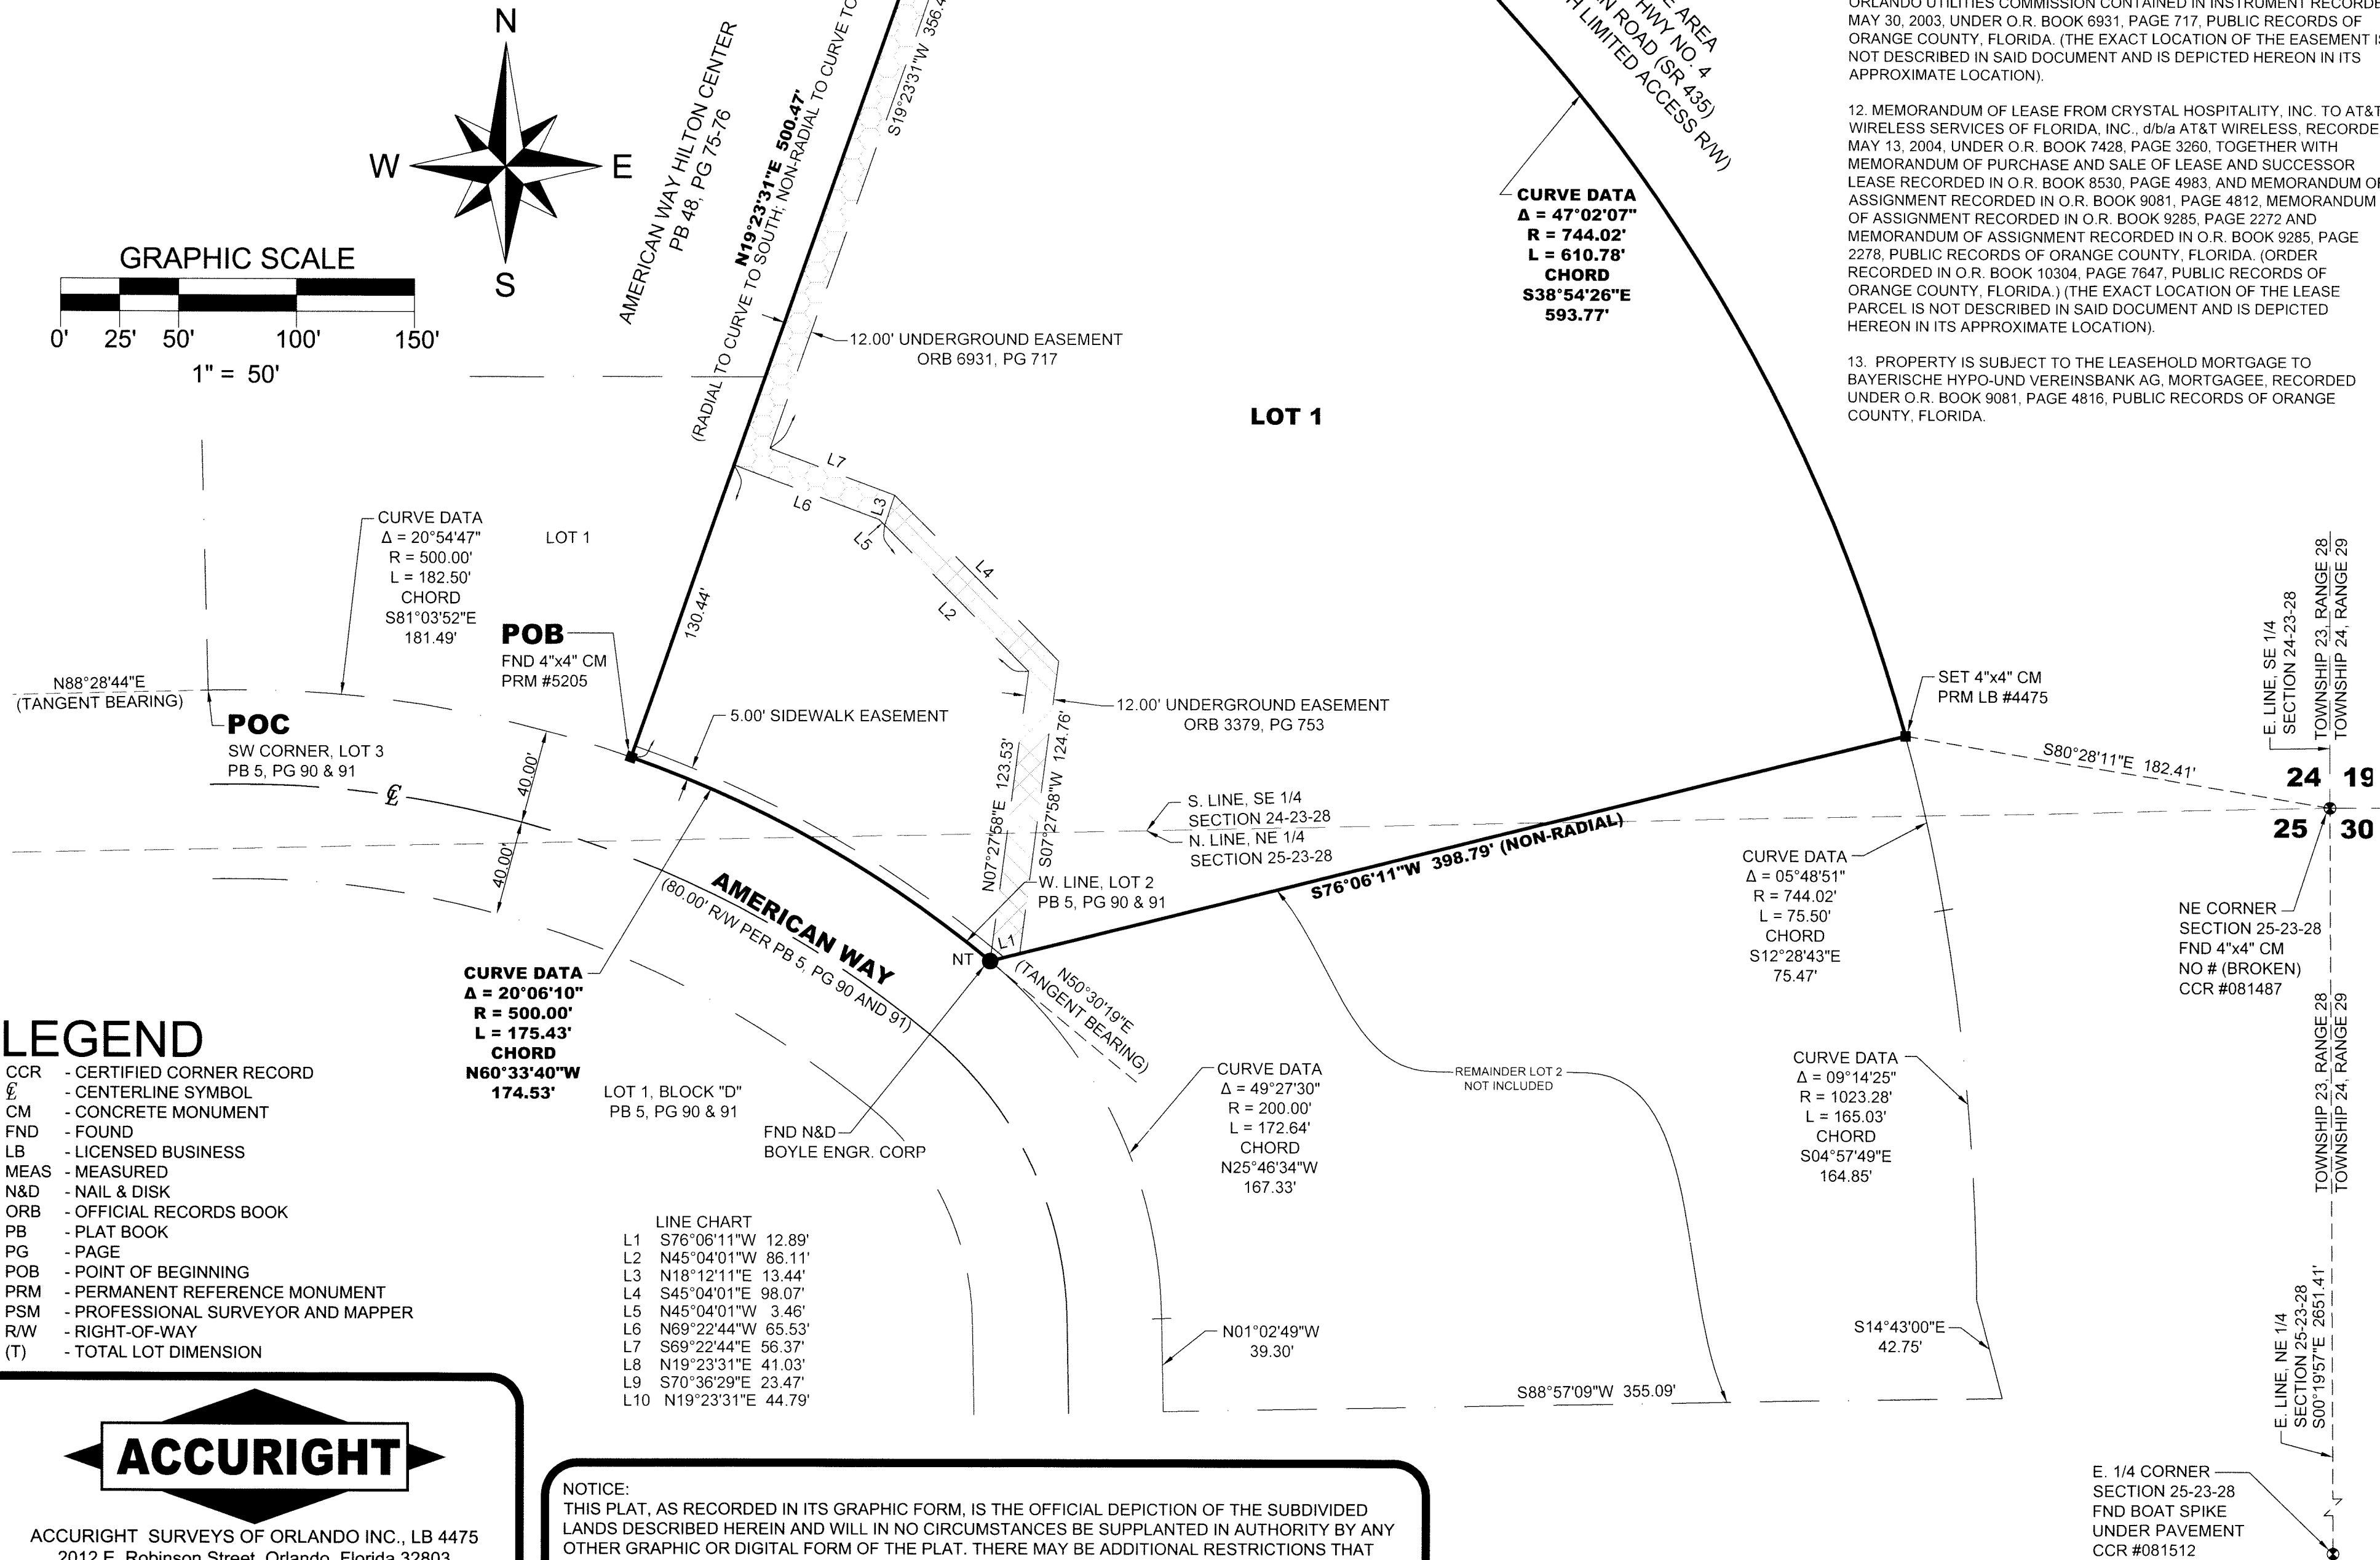 N
W
E
S
GRAPHIC SCALE
0' 25' 50' 100' 150'
1" = 50'
AMERICAN WAY HILTON CENTER
PB 48, PG 75-76
N19°23'31"E 500.47'
(RADIAL TO CURVE TO SOUTH; NON-RADIAL TO CURVE TO
S19°23'31"W 356.4
E AREA
HWY NO. 4
N ROAD (SR 435)
H LIMITED ACCESS R/W)
CURVE DATA
Δ = 47°02'07"
R = 744.02'
L = 610.78'
CHORD
S38°54'26"E
593.77'
ORLANDO UTILITIES COMMISSION CONTAINED IN INSTRUMENT RECORDE
MAY 30, 2003, UNDER O.R. BOOK 6931, PAGE 717, PUBLIC RECORDS OF
ORANGE COUNTY, FLORIDA. (THE EXACT LOCATION OF THE EASEMENT IS
NOT DESCRIBED IN SAID DOCUMENT AND IS DEPICTED HEREON IN ITS
APPROXIMATE LOCATION).
12. MEMORANDUM OF LEASE FROM CRYSTAL HOSPITALITY, INC. TO AT&T
WIRELESS SERVICES OF FLORIDA, INC., d/b/a AT&T WIRELESS, RECORDE
MAY 13, 2004, UNDER O.R. BOOK 7428, PAGE 3260, TOGETHER WITH
MEMORANDUM OF PURCHASE AND SALE OF LEASE AND SUCCESSOR
LEASE RECORDED IN O.R. BOOK 8530, PAGE 4983, AND MEMORANDUM OF
ASSIGNMENT RECORDED IN O.R. BOOK 9081, PAGE 4812, MEMORANDUM
OF ASSIGNMENT RECORDED IN O.R. BOOK 9285, PAGE 2272 AND
MEMORANDUM OF ASSIGNMENT RECORDED IN O.R. BOOK 9285, PAGE
2278, PUBLIC RECORDS OF ORANGE COUNTY, FLORIDA. (ORDER
RECORDED IN O.R. BOOK 10304, PAGE 7647, PUBLIC RECORDS OF
ORANGE COUNTY, FLORIDA.) (THE EXACT LOCATION OF THE LEASE
PARCEL IS NOT DESCRIBED IN SAID DOCUMENT AND IS DEPICTED
HEREON IN ITS APPROXIMATE LOCATION).
13. PROPERTY IS SUBJECT TO THE LEASEHOLD MORTGAGE TO
BAYERISCHE HYPO-UND VEREINSBANK AG, MORTGAGEE, RECORDED
UNDER O.R. BOOK 9081, PAGE 4816, PUBLIC RECORDS OF ORANGE
COUNTY, FLORIDA.
12.00' UNDERGROUND EASEMENT
ORB 6931, PG 717
LOT 1
L7
L6
L3
L5
L4
L2
CURVE DATA
Δ = 20°54'47"
R = 500.00'
L = 182.50'
CHORD
S81°03'52"E
181.49'
LOT 1
130.44'
POB
FND 4"x4" CM
PRM #5205
N88°28'44"E
(TANGENT BEARING)
POC
SW CORNER, LOT 3
PB 5, PG 90 & 91
5.00' SIDEWALK EASEMENT
12.00' UNDERGROUND EASEMENT
ORB 3379, PG 753
N07°27'58"E 123.53'
S07°27'58"W 124.76'
40.00'
40.00'
℄
SET 4"x4" CM
PRM LB #4475
S80°28'11"E 182.41'
E. LINE, SE 1/4
SECTION 24-23-28
TOWNSHIP 23, RANGE 28
TOWNSHIP 24, RANGE 29
24 19
25 30
S. LINE, SE 1/4
SECTION 24-23-28
N. LINE, NE 1/4
SECTION 25-23-28
W. LINE, LOT 2
PB 5, PG 90 & 91
S76°06'11"W 398.79' (NON-RADIAL)
CURVE DATA
Δ = 05°48'51"
R = 744.02'
L = 75.50'
CHORD
S12°28'43"E
75.47'
NE CORNER
SECTION 25-23-28
FND 4"x4" CM
NO # (BROKEN)
CCR #081487
AMERICAN WAY
(80.00' R/W PER PB 5, PG 90 AND 91)
NT
L1
N50°30'19"E
(TANGENT BEARING)
CURVE DATA
Δ = 20°06'10"
R = 500.00'
L = 175.43'
CHORD
N60°33'40"W
174.53'
LOT 1, BLOCK "D"
PB 5, PG 90 & 91
FND N&D
BOYLE ENGR. CORP
CURVE DATA
Δ = 49°27'30"
R = 200.00'
L = 172.64'
CHORD
N25°46'34"W
167.33'
REMAINDER LOT 2
NOT INCLUDED
CURVE DATA
Δ = 09°14'25"
R = 1023.28'
L = 165.03'
CHORD
S04°57'49"E
164.85'
TOWNSHIP 23, RANGE 28
TOWNSHIP 24, RANGE 29
LEGEND
CCR - CERTIFIED CORNER RECORD
℄ - CENTERLINE SYMBOL
CM - CONCRETE MONUMENT
FND - FOUND
LB - LICENSED BUSINESS
MEAS - MEASURED
N&D - NAIL & DISK
ORB - OFFICIAL RECORDS BOOK
PB - PLAT BOOK
PG - PAGE
POB - POINT OF BEGINNING
PRM - PERMANENT REFERENCE MONUMENT
PSM - PROFESSIONAL SURVEYOR AND MAPPER
R/W - RIGHT-OF-WAY
(T) - TOTAL LOT DIMENSION
LINE CHART
L1 S76°06'11"W 12.89'
L2 N45°04'01"W 86.11'
L3 N18°12'11"E 13.44'
L4 S45°04'01"E 98.07'
L5 N45°04'01"W 3.46'
L6 N69°22'44"W 65.53'
L7 S69°22'44"E 56.37'
L8 N19°23'31"E 41.03'
L9 S70°36'29"E 23.47'
L10 N19°23'31"E 44.79'
N01°02'49"W
39.30'
S14°43'00"E
42.75'
S88°57'09"W 355.09'
E. LINE, NE 1/4
SECTION 25-23-28
S00°19'57"E 2651.41'
E. 1/4 CORNER
SECTION 25-23-28
FND BOAT SPIKE
UNDER PAVEMENT
CCR #081512
ACCURIGHT
ACCURIGHT SURVEYS OF ORLANDO INC., LB 4475
2012 E. Robinson Street, Orlando, Florida 32803
NOTICE:
THIS PLAT, AS RECORDED IN ITS GRAPHIC FORM, IS THE OFFICIAL DEPICTION OF THE SUBDIVIDED
LANDS DESCRIBED HEREIN AND WILL IN NO CIRCUMSTANCES BE SUPPLANTED IN AUTHORITY BY ANY
OTHER GRAPHIC OR DIGITAL FORM OF THE PLAT. THERE MAY BE ADDITIONAL RESTRICTIONS THAT